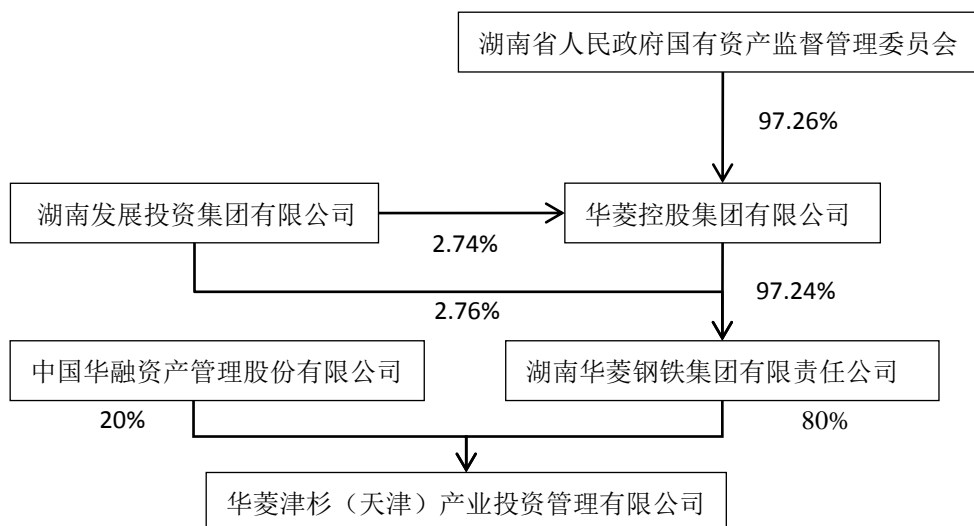 湖南省人民政府国有资产监督管理委员会
97.26%
湖南发展投资集团有限公司
华菱控股集团有限公司
2.74%
2.76%
97.24%
中国华融资产管理股份有限公司
湖南华菱钢铁集团有限责任公司
20%
80%
华菱津杉（天津）产业投资管理有限公司